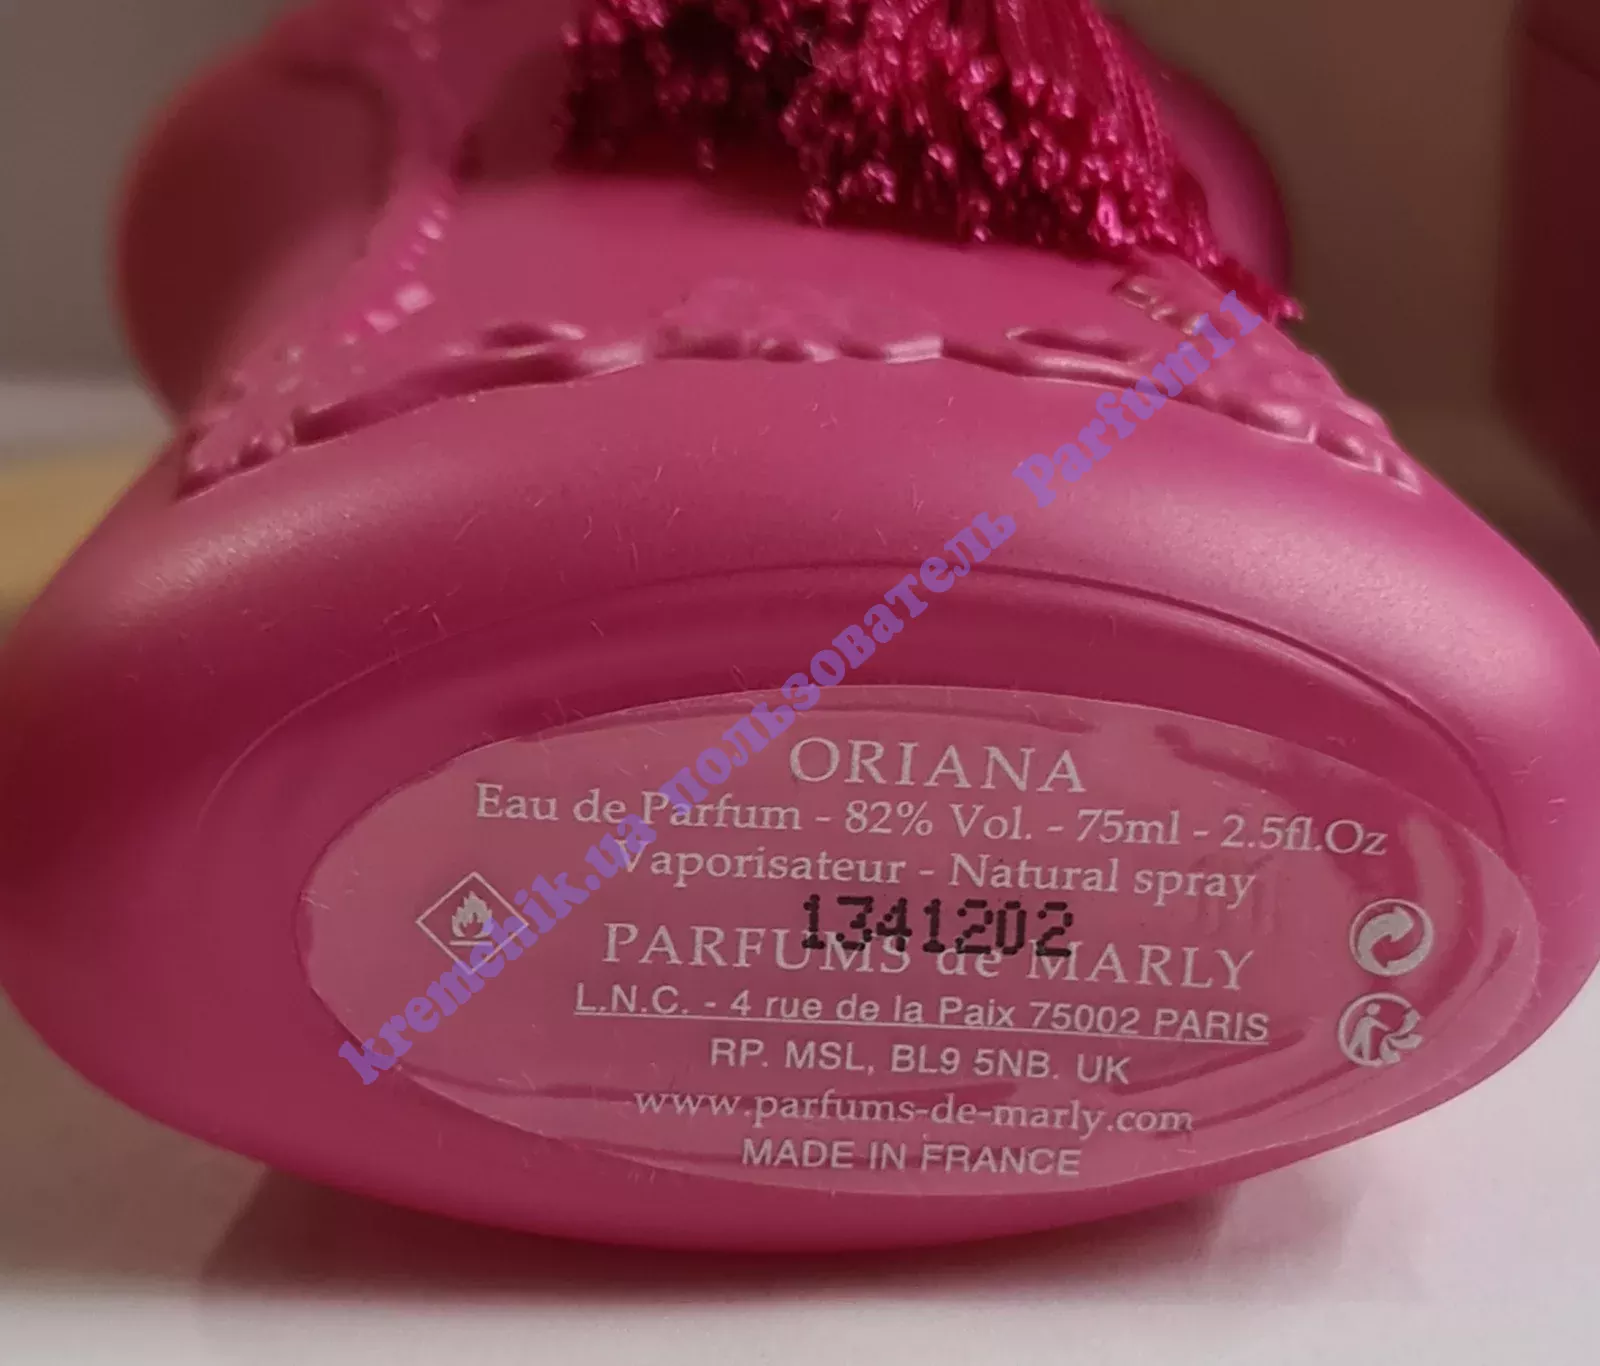 ORIANA
Eau de Parfum - 82% Vol. - 75ml - 2.5fl.Oz
Vaporisateur - Natural spray
1341202
PARFUMS de MARLY
L.N.C. - 4 rue de la Paix 75002 PARIS
RP. MSL, BL9 5NB. UK
www.parfums-de-marly.com
MADE IN FRANCE
kremchik.ua пользователь Parfum11